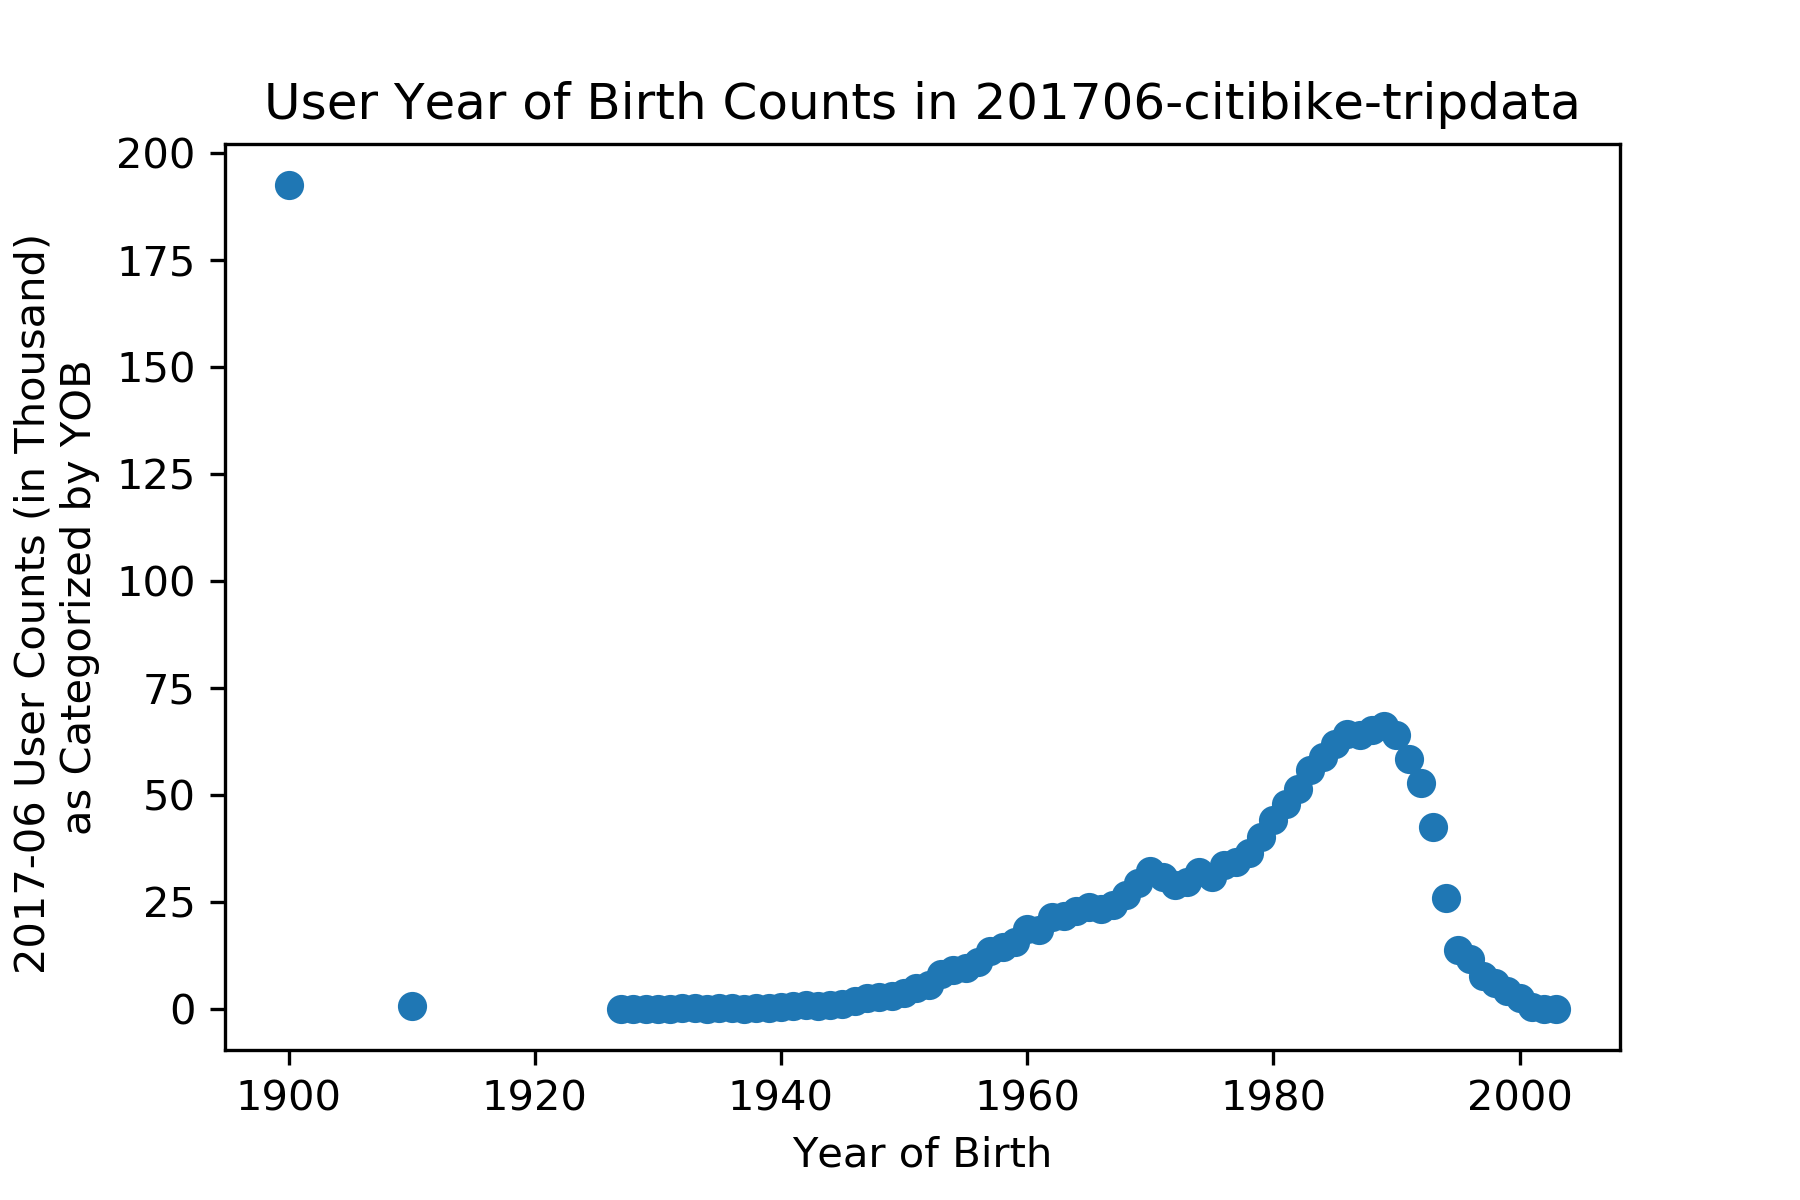 User Year of Birth Counts in 201706-citibike-tripdata
2017-06 User Counts (in Thousand)
as Categorized by YOB
200
175
150
125
100
75
50
25
0
1900 1920 1940 1960 1980 2000
Year of Birth